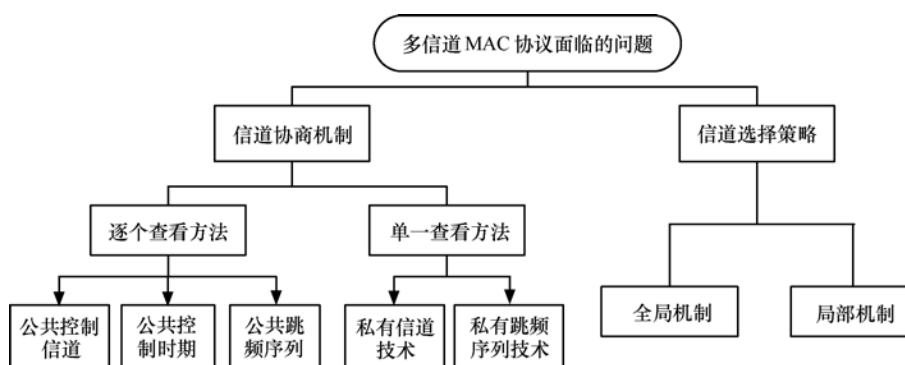 多信道 MAC 协议面临的问题
信道协商机制
信道选择策略
逐个查看方法
单一查看方法
公共控制
信道
公共控
制时期
公共跳
频序列
私有信道
技术
私有跳频
序列技术
全局机制
局部机制